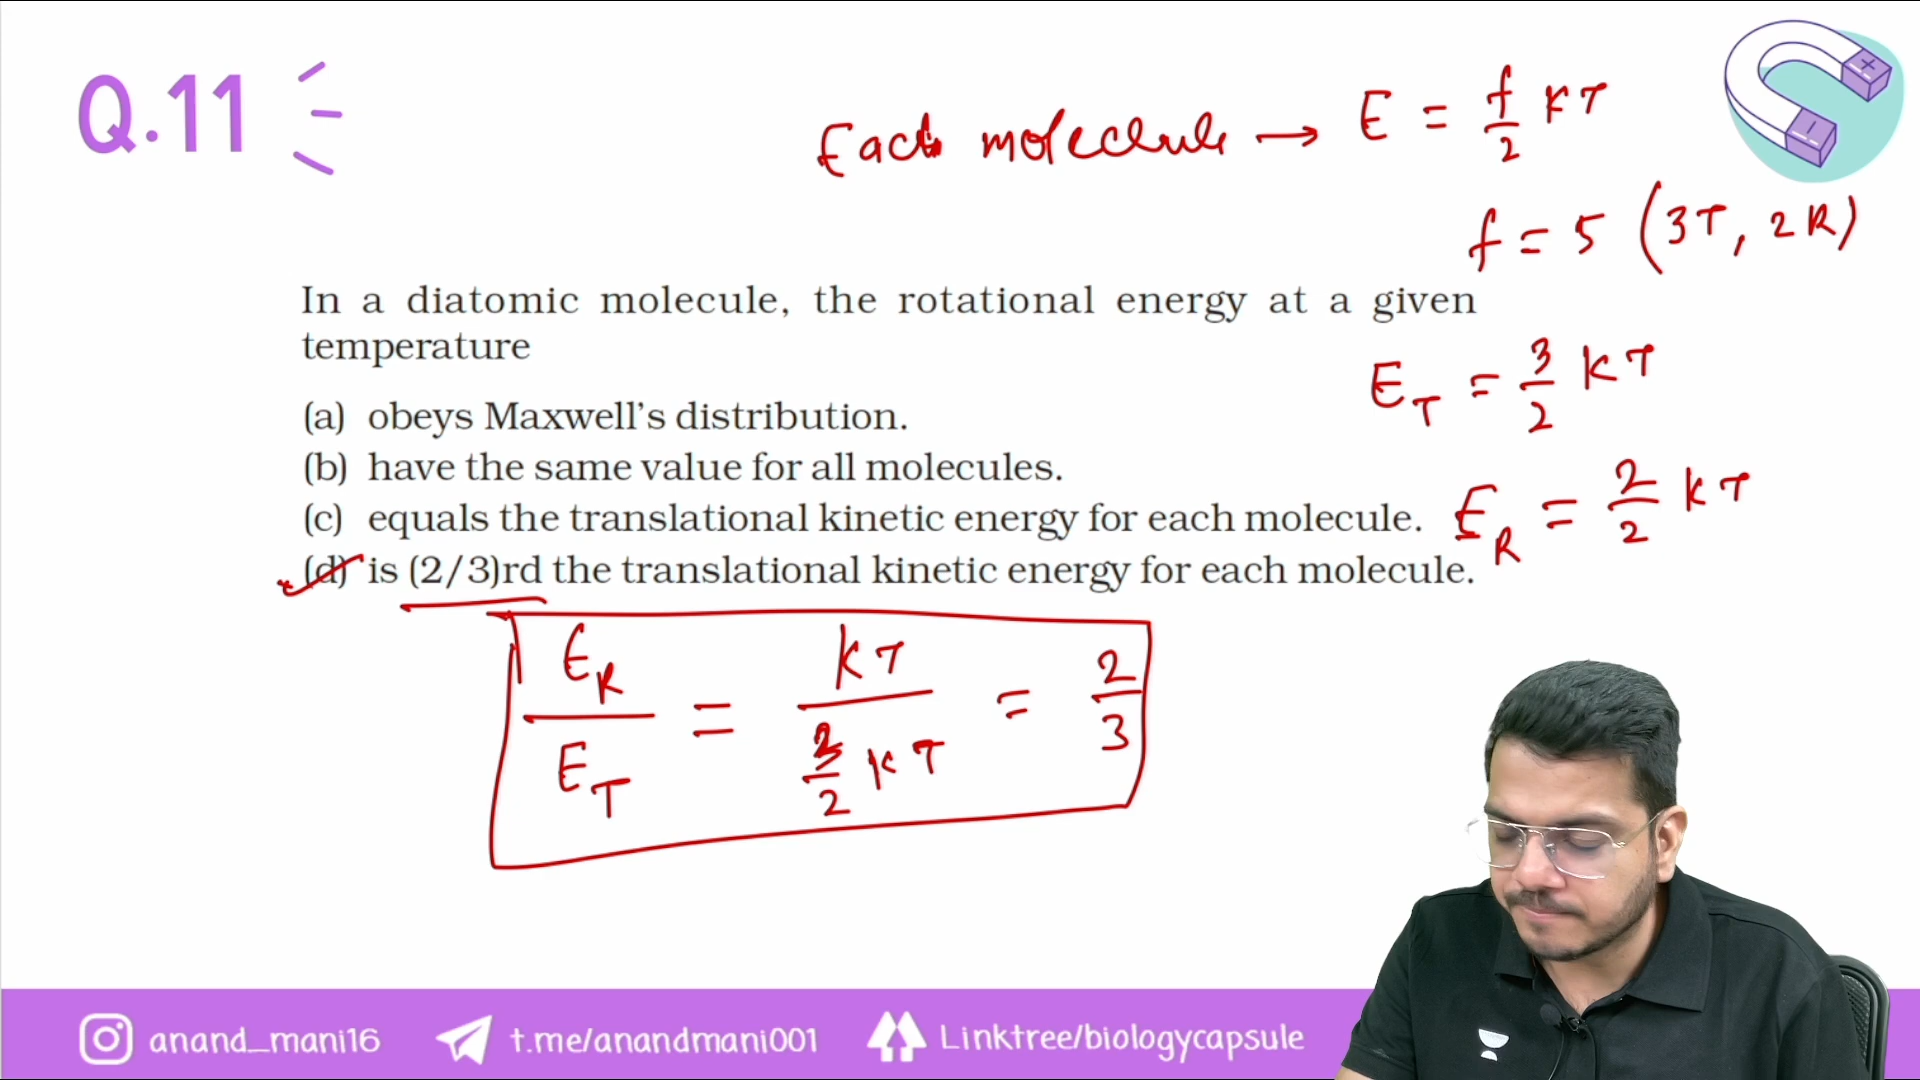 Q.11
Each molecule → E = f/2 KT
f = 5 (3T, 2R)
In a diatomic molecule, the rotational energy at a given
temperature
E_T = 3/2 KT
(a) obeys Maxwell's distribution.
(b) have the same value for all molecules.
(c) equals the translational kinetic energy for each molecule.
E_R = 2/2 KT
(d) is (2/3)rd the translational kinetic energy for each molecule.
E_R/E_T = KT/(3/2 KT) = 2/3
anand_mani16
t.me/anandmani001
Linktree/biologycapsule